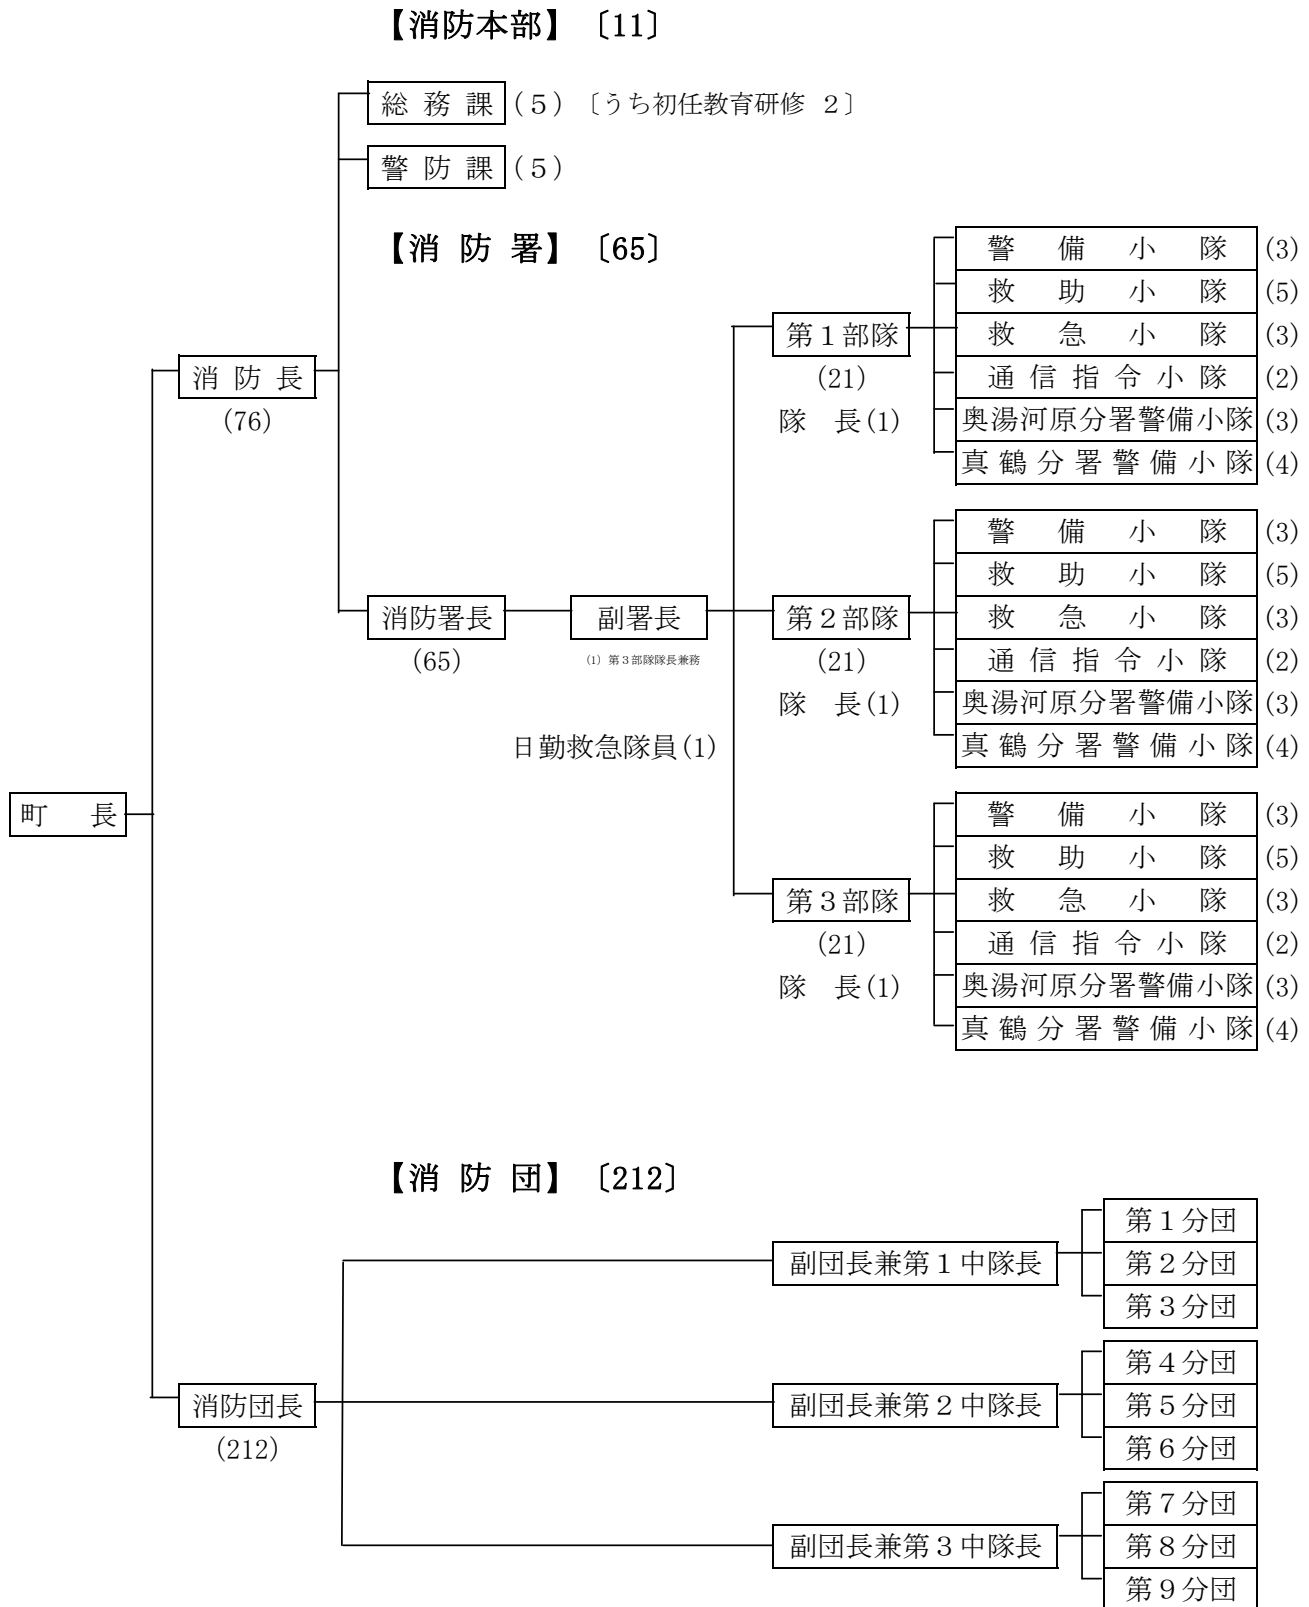 【消防本部】〔11〕
総務課(５)〔うち初任教育研修 ２〕
警防課(５)
【消防署】〔65〕
警備小隊(3)
救助小隊(5)
第１部隊 救急小隊(3)
消防長 (21) 通信指令小隊(2)
(76) 隊長(1) 奥湯河原分署警備小隊(3)
真鶴分署警備小隊(4)
警備小隊(3)
救助小隊(5)
消防署長 副署長 第２部隊 救急小隊(3)
(65) (1) 第３部隊隊長兼務 (21) 通信指令小隊(2)
隊長(1) 奥湯河原分署警備小隊(3)
日勤救急隊員(1) 真鶴分署警備小隊(4)
町長 警備小隊(3)
救助小隊(5)
第３部隊 救急小隊(3)
(21) 通信指令小隊(2)
隊長(1) 奥湯河原分署警備小隊(3)
真鶴分署警備小隊(4)
【消防団】〔212〕
第１分団
副団長兼第１中隊長 第２分団
第３分団
第４分団
消防団長 副団長兼第２中隊長 第５分団
(212) 第６分団
第７分団
副団長兼第３中隊長 第８分団
第９分団